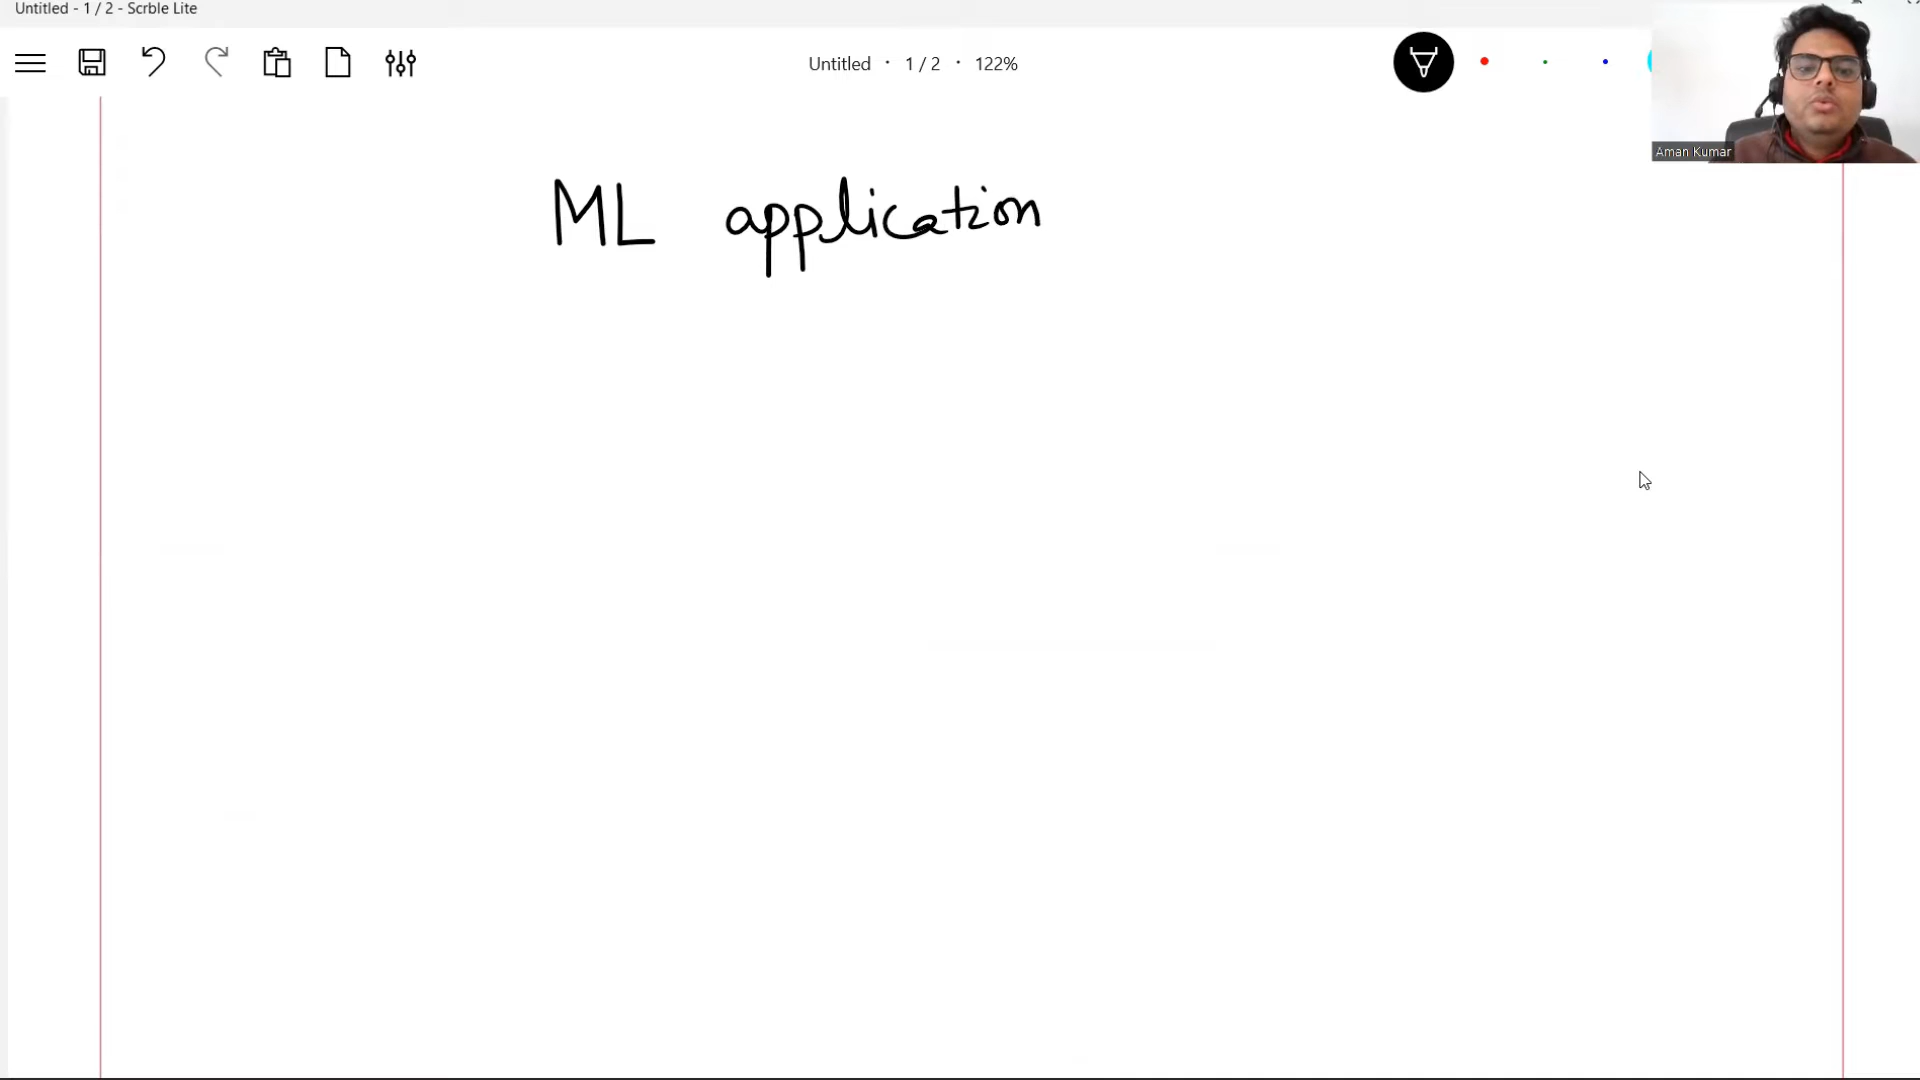 Untitled - 1 / 2 - Scrble Lite
Untitled · 1 / 2 · 122%
Aman Kumar
ML application